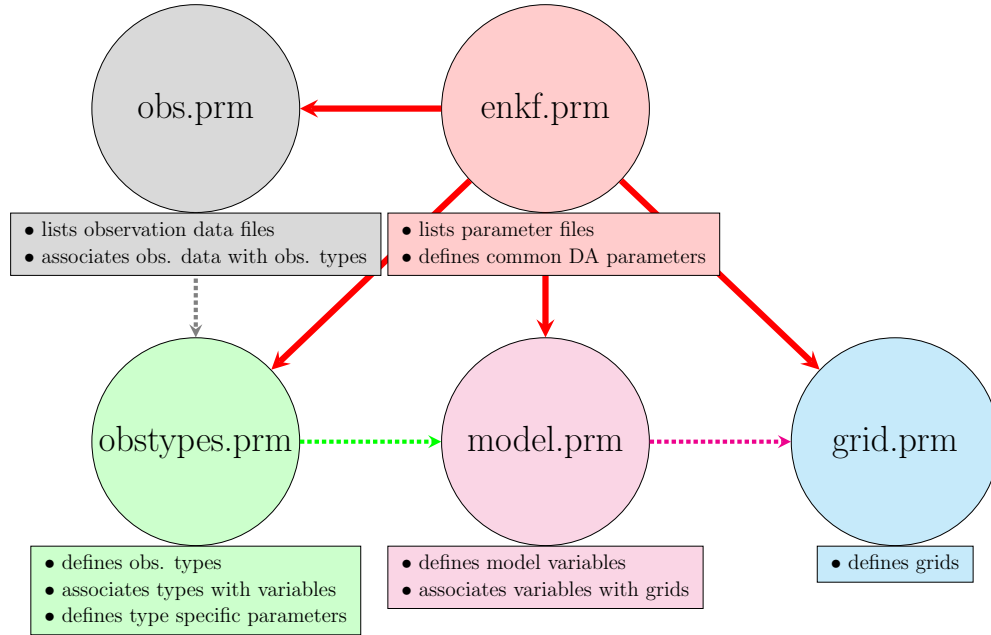 obs.prm
enkf.prm
● lists observation data files
● associates obs. data with obs. types
● lists parameter files
● defines common DA parameters
obstypes.prm
model.prm
grid.prm
● defines obs. types
● associates types with variables
● defines type specific parameters
● defines model variables
● associates variables with grids
● defines grids